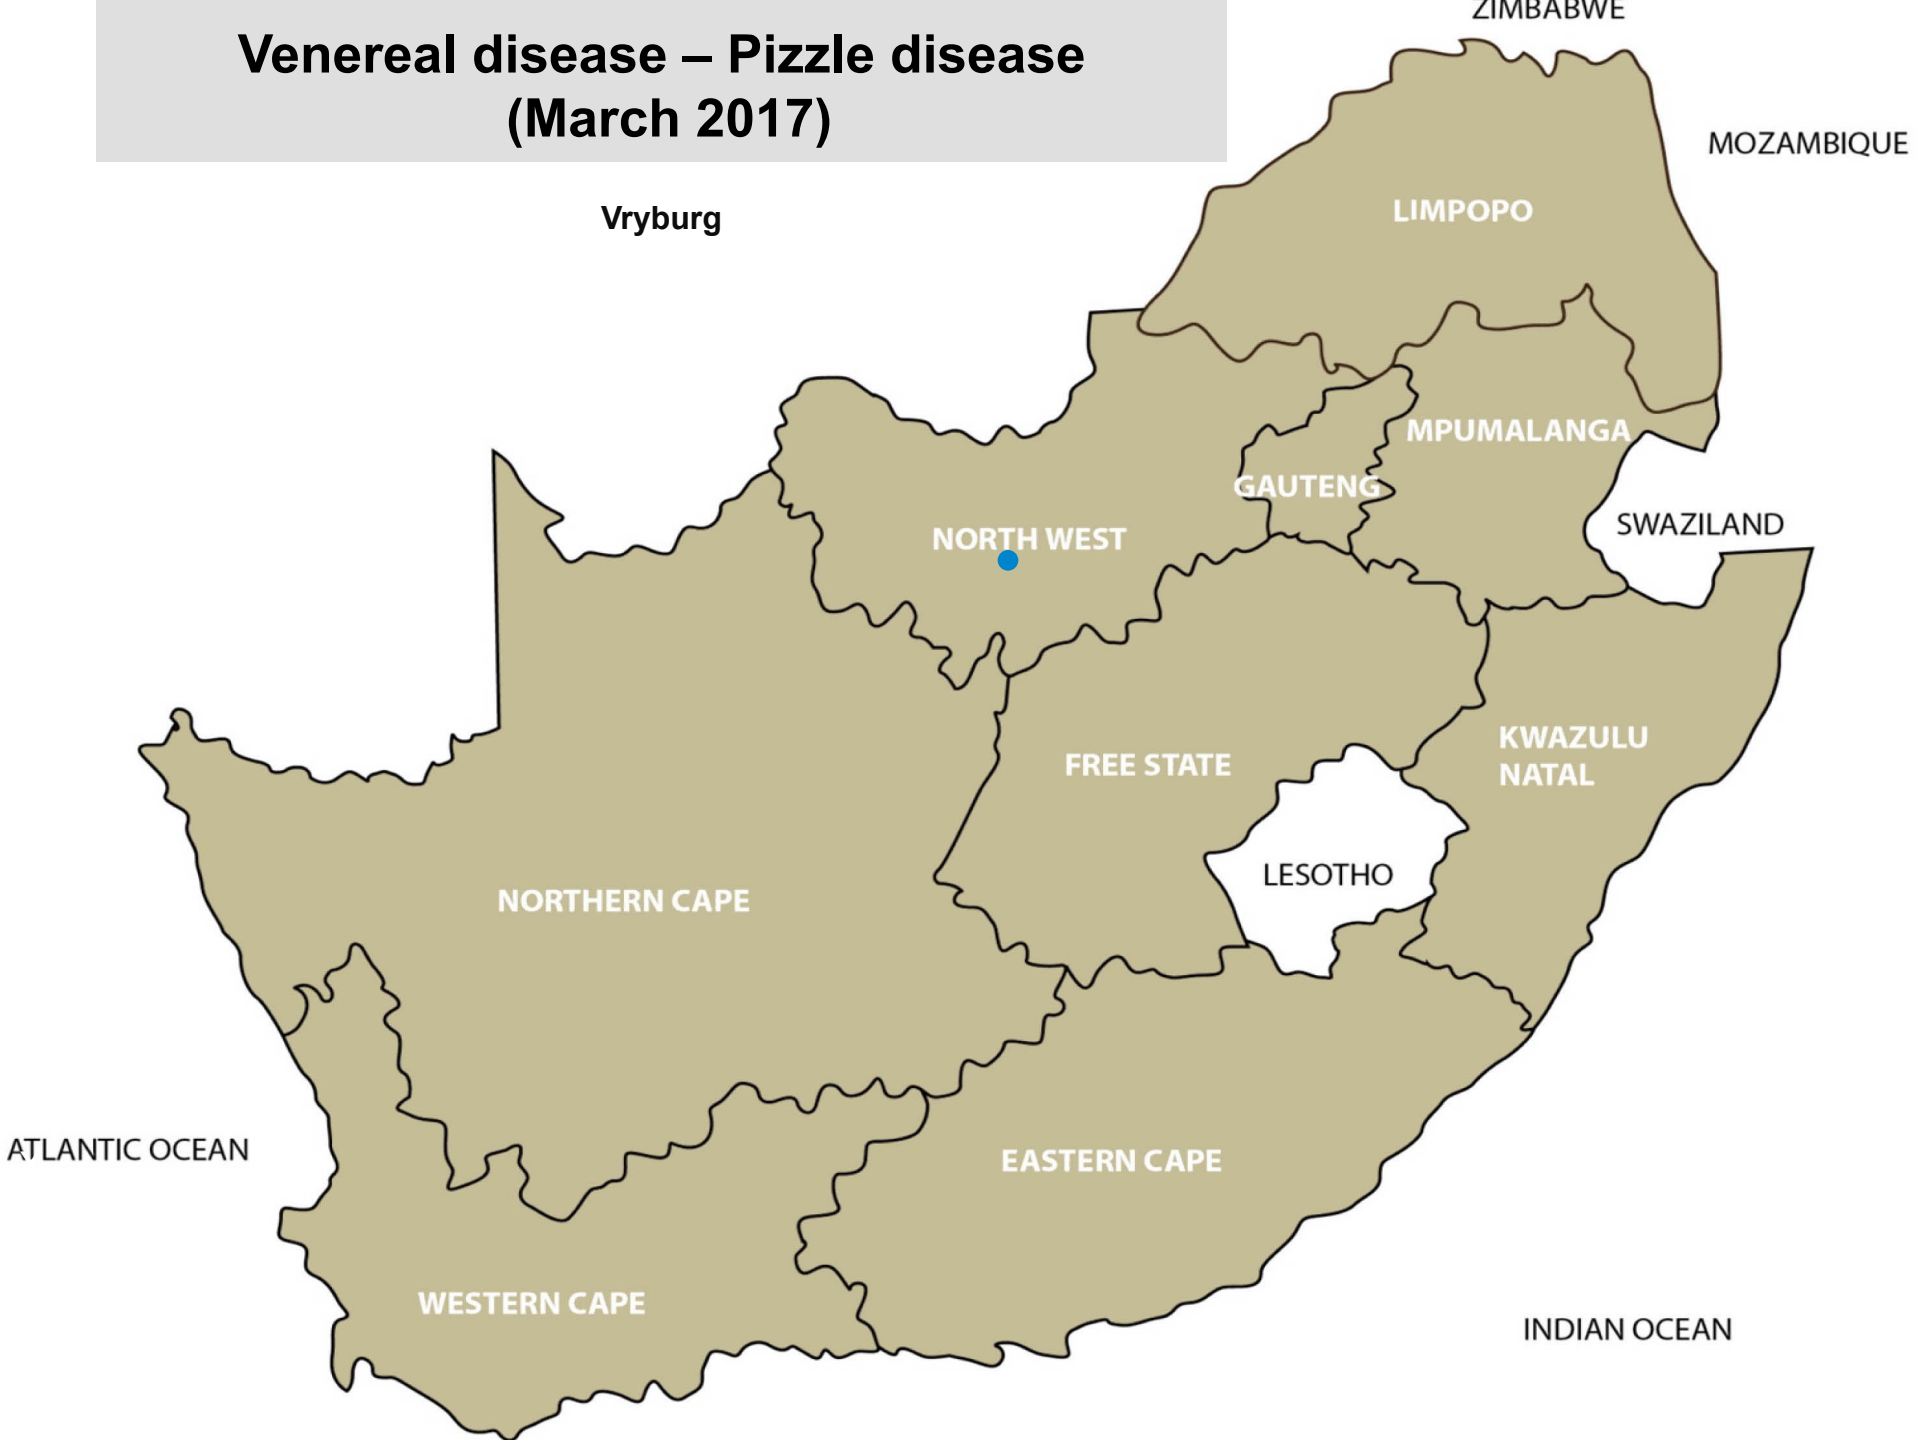 Venereal disease – Pizzle disease
(March 2017)
Vryburg
ZIMBABWE
MOZAMBIQUE
LIMPOPO
MPUMALANGA
GAUTENG
SWAZILAND
NORTH WEST
KWAZULU
NATAL
FREE STATE
LESOTHO
NORTHERN CAPE
ATLANTIC OCEAN
EASTERN CAPE
WESTERN CAPE
INDIAN OCEAN